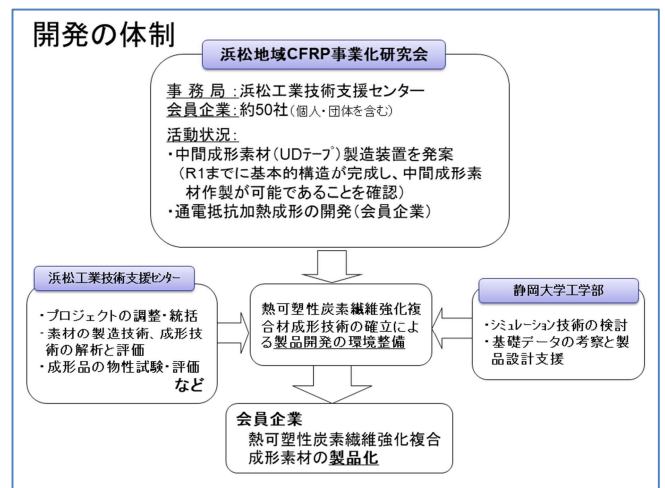 開発の体制
浜松地域CFRP事業化研究会
事 務 局 :浜松工業技術支援センター
会員企業:約50社(個人・団体を含む)
活動状況:
・中間成形素材(UDテープ)製造装置を発案
(R1までに基本的構造が完成し、中間成形素
材作製が可能であることを確認)
・通電抵抗加熱成形の開発(会員企業)
浜松工業技術支援センター
・プロジェクトの調整・統括
・素材の製造技術、成形技
術の解析と評価
・成形品の物性試験・評価
など
熱可塑性炭素繊維強化複
合材成形技術の確立によ
る製品開発の環境整備
静岡大学工学部
・シミュレーション技術の検討
・基礎データの考察と製
品設計支援
会員企業
熱可塑性炭素繊維強化複合
成形素材の製品化